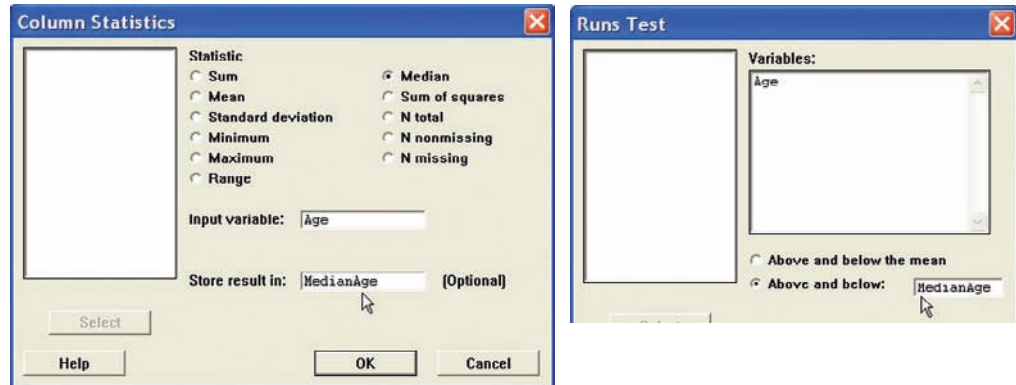 Column Statistics
Statistic
Sum
Mean
Standard deviation
Minimum
Maximum
Range
Median
Sum of squares
N total
N nonmissing
N missing
Input variable: Age
Store result in: MedianAge (Optional)
Select
Help OK Cancel
Runs Test
Variables:
Age
Above and below the mean
Above and below: MedianAge